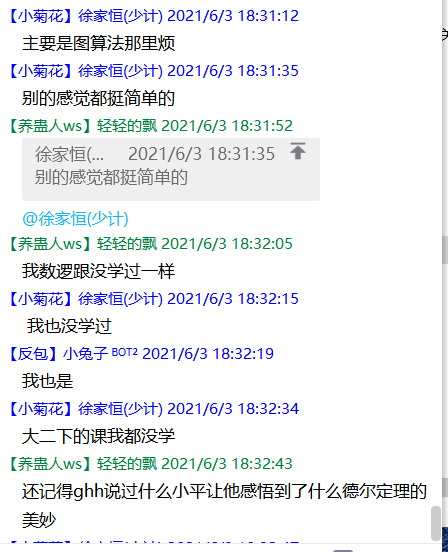 【小菊花】徐家恒(少计) 2021/6/3 18:31:12
主要是图算法那里烦
【小菊花】徐家恒(少计) 2021/6/3 18:31:35
别的感觉都挺简单的
【养蛊人ws】轻轻的飘 2021/6/3 18:31:52
徐家恒(... 2021/6/3 18:31:35
别的感觉都挺简单的
@徐家恒(少计)
【养蛊人ws】轻轻的飘 2021/6/3 18:32:05
我数逻跟没学过一样
【小菊花】徐家恒(少计) 2021/6/3 18:32:15
我也没学过
【反包】小兔子 BOT2 2021/6/3 18:32:19
我也是
【小菊花】徐家恒(少计) 2021/6/3 18:32:34
大二下的课我都没学
【养蛊人ws】轻轻的飘 2021/6/3 18:32:43
还记得ghh说过什么小平让他感悟到了什么德尔定理的
美妙